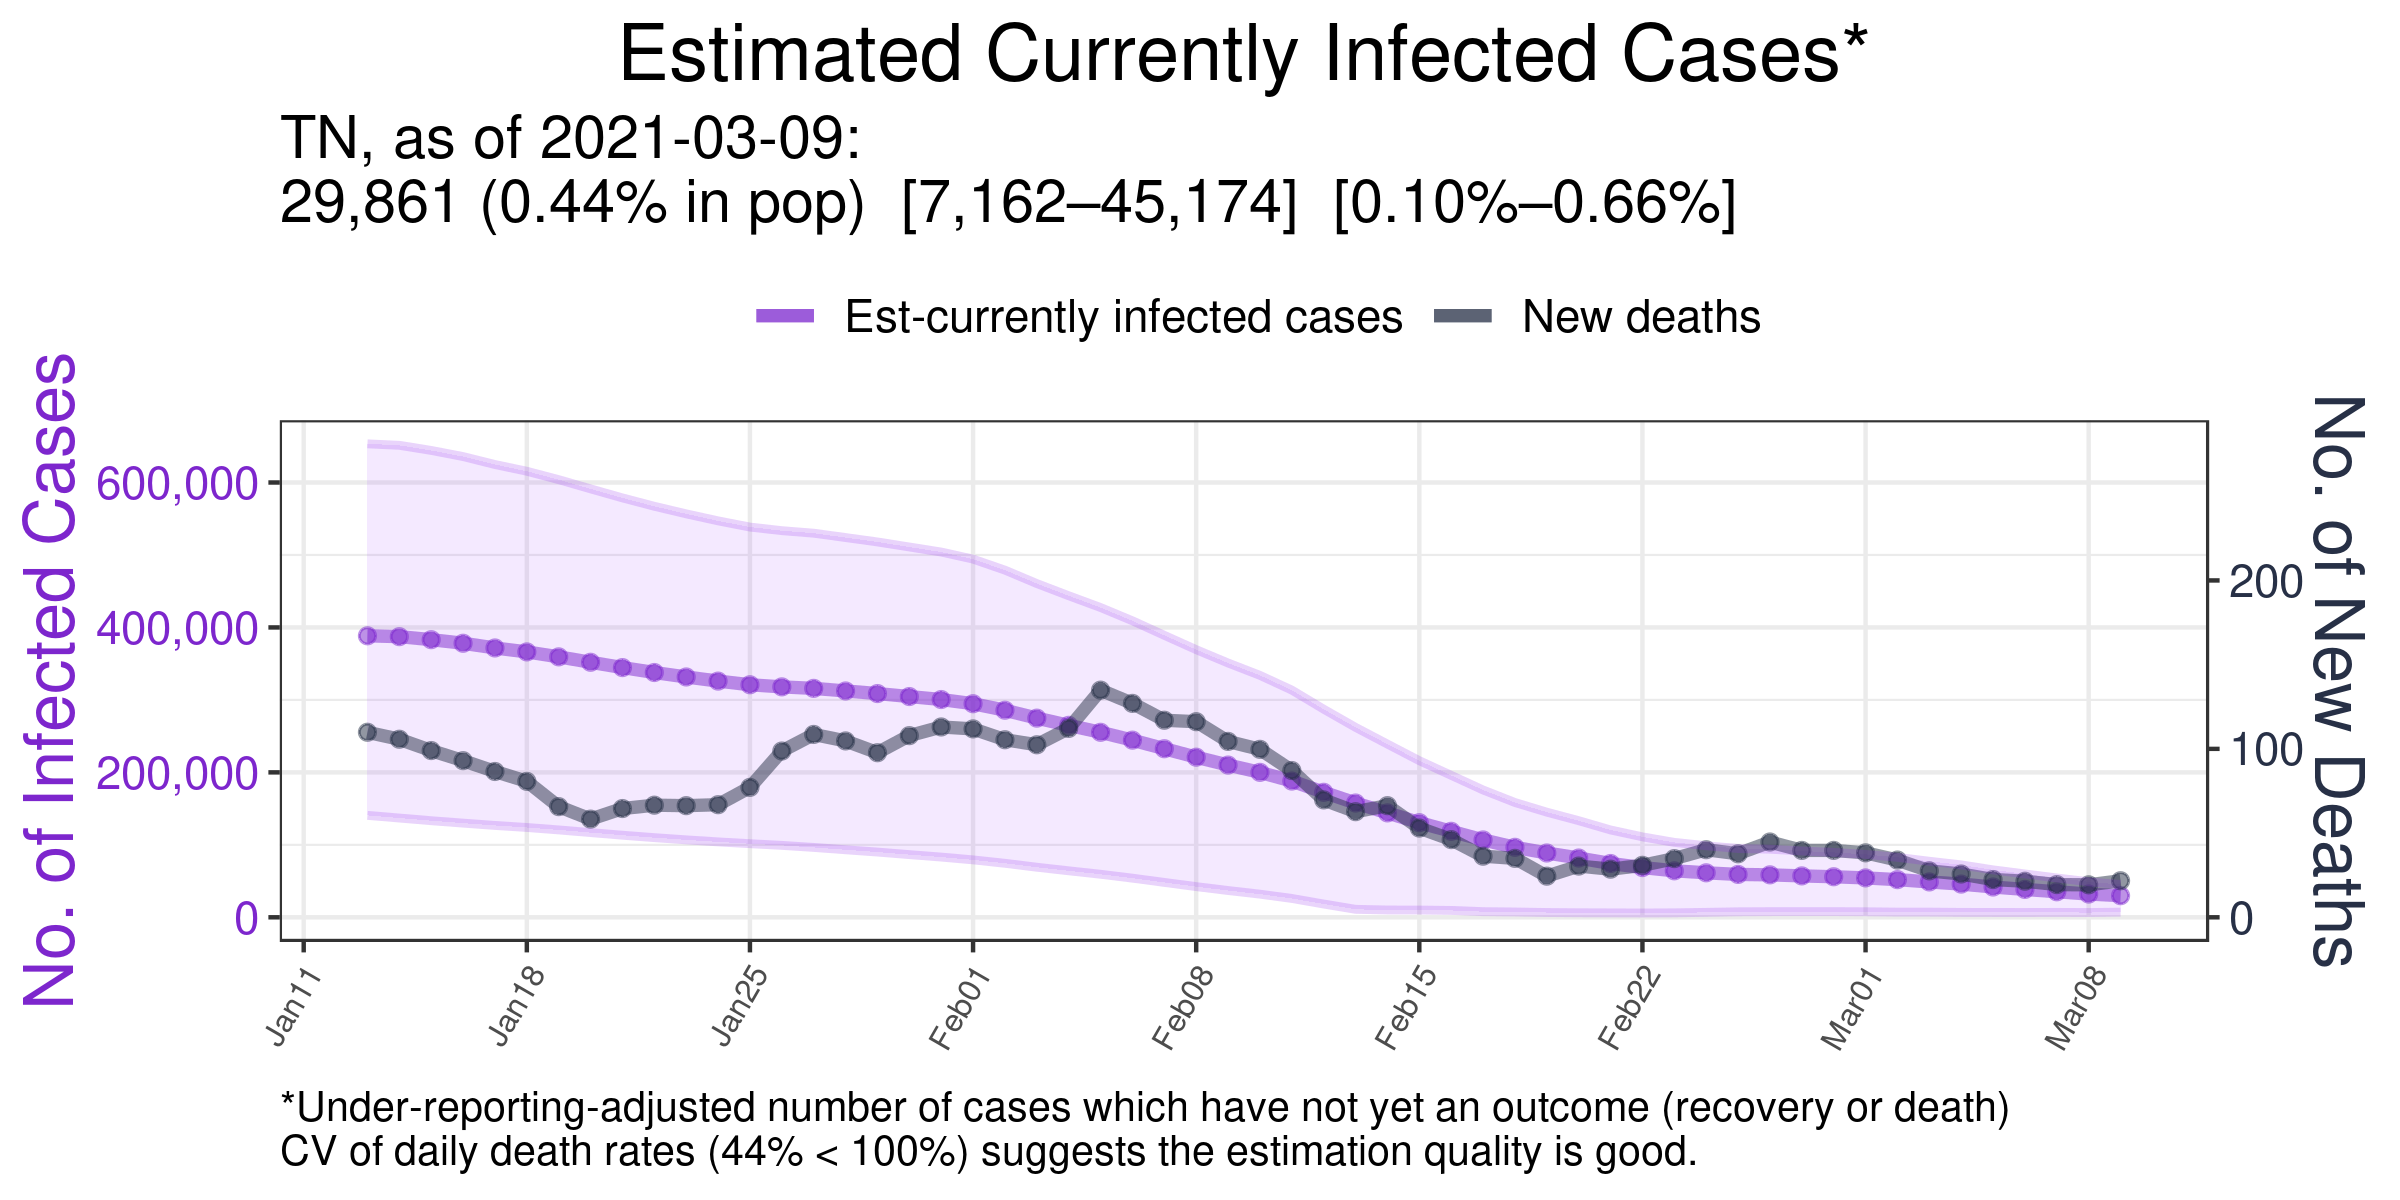 Estimated Currently Infected Cases*
TN, as of 2021-03-09:
29,861 (0.44% in pop)  [7,162–45,174]  [0.10%–0.66%]
Est-currently infected cases
New deaths
No. of Infected Cases
600,000
400,000
200,000
0
No. of New Deaths
200
100
0
Jan11
Jan18
Jan25
Feb01
Feb08
Feb15
Feb22
Mar01
Mar08
*Under-reporting-adjusted number of cases which have not yet an outcome (recovery or death)
CV of daily death rates (44% < 100%) suggests the estimation quality is good.